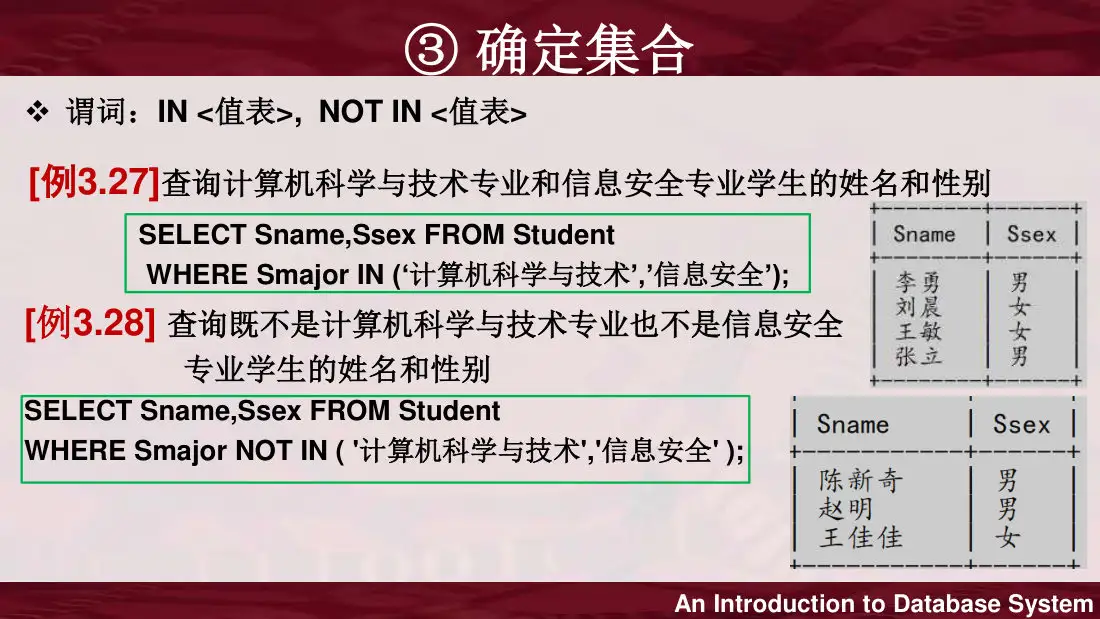 ③ 确定集合
❖ 谓词：IN <值表>, NOT IN <值表>
[例3.27]查询计算机科学与技术专业和信息安全专业学生的姓名和性别
SELECT Sname,Ssex FROM Student
WHERE Smajor IN (‘计算机科学与技术’,’信息安全’);
Sname Ssex
李勇 男
刘晨 女
王敏 女
张立 男
[例3.28] 查询既不是计算机科学与技术专业也不是信息安全
专业学生的姓名和性别
SELECT Sname,Ssex FROM Student
WHERE Smajor NOT IN ( '计算机科学与技术','信息安全' );
Sname Ssex
陈新奇 男
赵明 男
王佳佳 女
An Introduction to Database System